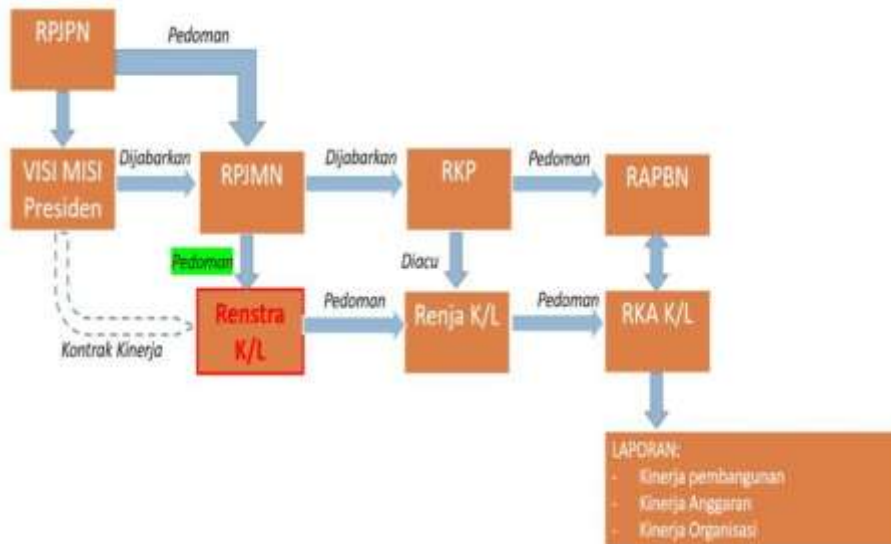 RPJPN
Pedoman
VISI MISI
Presiden
Dijabarkan
RPJMN
Dijabarkan
RKP
Pedoman
RAPBN
Pedoman
Diacu
Kontrak Kinerja
Renstra
K/L
Pedoman
Renja K/L
Pedoman
RKA K/L
LAPORAN:
- Kinerja pembangunan
- Kinerja Anggaran
- Kinerja Organisasi